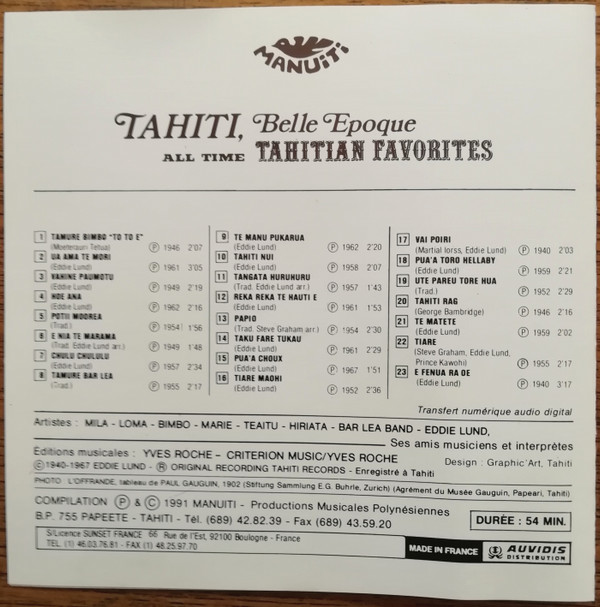 MANUiTi
TAHITI, Belle Epoque
ALL TIME TAHITIAN FAVORITES
1 TAMURE BIMBO "TO TO E"
(Moeterauri Tetua) Ⓟ 1946 2'07
2 UA AMA TE MORI
(Eddie Lund) Ⓟ 1961 3'05
3 VAHINE PAUMOTU
(Eddie Lund) Ⓟ 1949 2'19
4 HOE ANA
(Eddie Lund) Ⓟ 1962 2'16
5 POTII MOOREA
(Trad.) Ⓟ 1954 1'56
6 E NIA TE MARAMA
(Trad. Eddie Lund arr.) Ⓟ 1949 1'48
7 CHULU CHULULU
(Eddie Lund) Ⓟ 1957 2'34
8 TAMURE BAR LEA
(Trad.) Ⓟ 1955 2'17
9 TE MANU PUKARUA
(Eddie Lund) Ⓟ 1962 2'20
10 TAHITI NUI
(Eddie Lund) Ⓟ 1958 2'07
11 TANGATA HURUHURU
(Trad. Eddie Lund arr.) Ⓟ 1957 1'43
12 REKA REKA TE HAUTI E
(Eddie Lund) Ⓟ 1961 1'53
13 PAPIO
(Trad. Steve Graham arr.) Ⓟ 1954 2'30
14 TAKU FARE TUKAU
(Eddie Lund) Ⓟ 1961 2'29
15 PUA'A CHOUX
(Eddie Lund) Ⓟ 1967 1'51
16 TIARE MAOHI
(Eddie Lund) Ⓟ 1952 2'36
17 VAI POIRI
(Martial Iorss, Eddie Lund) Ⓟ 1940 2'03
18 PUA'A TORO HELLABY
(Eddie Lund) Ⓟ 1959 2'21
19 UTE PAREU TORE HUA
(Trad.) Ⓟ 1952 2'29
20 TAHITI RAG
(George Bambridge) Ⓟ 1946 2'16
21 TE MATETE
(Eddie Lund) Ⓟ 1959 2'02
22 TIARE
(Steve Graham, Eddie Lund,
Prince Kawohi) Ⓟ 1955 2'17
23 E FENUA RA OE
(Eddie Lund) Ⓟ 1940 3'17
Transfert numérique audio digital
Artistes : MILA - LOMA - BIMBO - MARIE - TEAITU - HIRIATA - BAR LEA BAND - EDDIE LUND,
Ses amis musiciens et interprètes
Editions musicales : YVES ROCHE - CRITERION MUSIC/YVES ROCHE
Ⓒ 1940-1967 EDDIE LUND - Ⓡ ORIGINAL RECORDING TAHITI RECORDS - Enregistré à Tahiti
Design : Graphic'Art, Tahiti
PHOTO : L'OFFRANDE, tableau de PAUL GAUGUIN, 1902 (Stiftung Sammlung E.G. Buhrle, Zurich) (Agrément du Musée Gauguin, Papeari, Tahiti)
COMPILATION Ⓟ & Ⓒ 1991 MANUITI - Productions Musicales Polynésiennes
B.P. 755 PAPEETE - TAHITI - Tél. (689) 42.82.39 - Fax (689) 43.59.20
DURÉE : 54 MIN.
S/Licence SUNSET FRANCE 66 Rue de l'Est, 92100 Boulogne - France
TEL (1) 46.03.76.81 - FAX (1) 48.25.97.70
MADE IN FRANCE
AUVIDIS
DISTRIBUTION